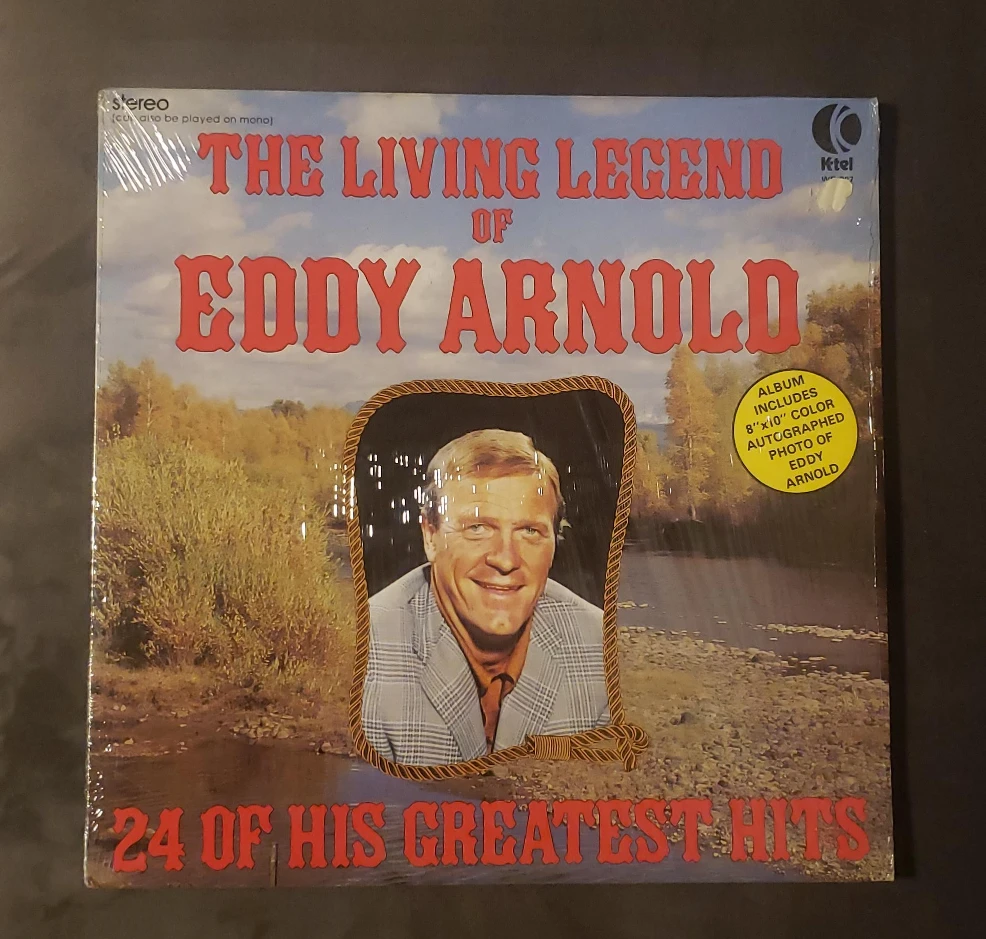 stereo
(can also be played on mono)
K-tel
THE LIVING LEGEND
OF
EDDY ARNOLD
ALBUM
INCLUDES
8"x10" COLOR
AUTOGRAPHED
PHOTO OF
EDDY
ARNOLD
24 OF HIS GREATEST HITS